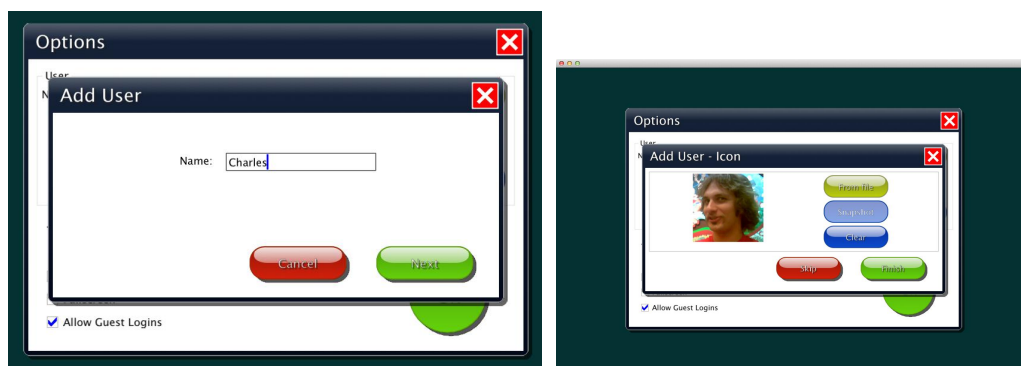 Options
User
N
Add User
Name:
Charles
Cancel
Next
Allow Guest Logins
Options
User
N
Add User - Icon
From file
Snapshot
Clear
Skip
Finish
Allow Guest Logins